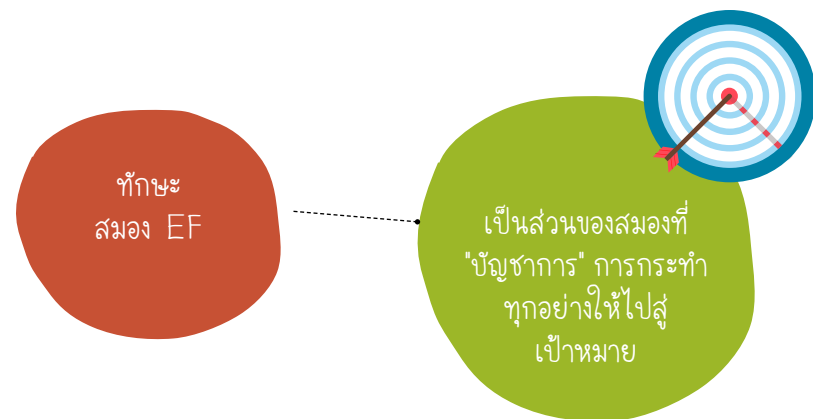 ทักษะ
สมอง EF
เป็นส่วนของสมองที่
"บัญชาการ" การกระทำ
ทุกอย่างให้ไปสู่
เป้าหมาย